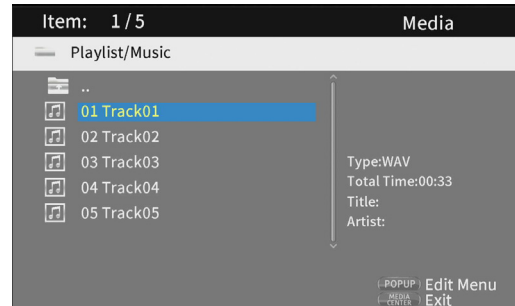 Item: 1/5 Media
Playlist/Music
..
01 Track01
02 Track02
03 Track03
04 Track04
05 Track05
Type:WAV
Total Time:00:33
Title:
Artist:
POPUP Edit Menu
MEDIA CENTER Exit